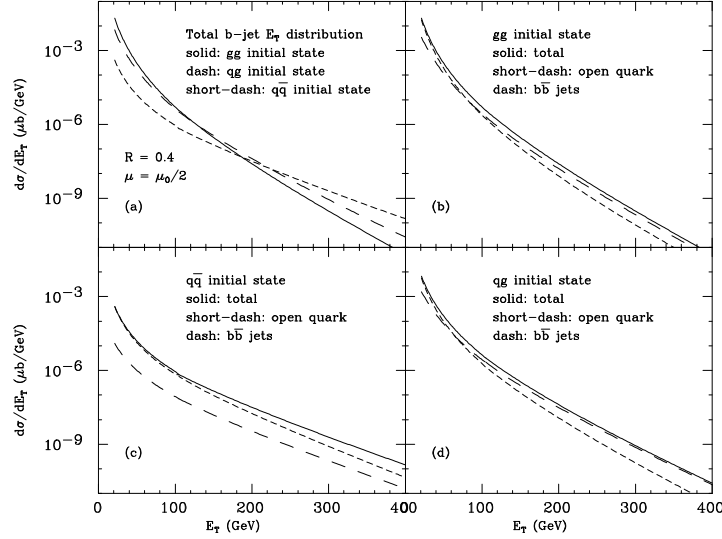 Total b-jet E_T distribution
solid: gg initial state
dash: qg initial state
short-dash: qq̅ initial state
R = 0.4
μ = μ₀/2
(a)
10⁻³
10⁻⁶
10⁻⁹
dσ/dE_T (μb/GeV)
gg initial state
solid: total
short-dash: open quark
dash: bb̅ jets
(b)
qq̅ initial state
solid: total
short-dash: open quark
dash: bb̅ jets
(c)
10⁻³
10⁻⁶
10⁻⁹
dσ/dE_T (μb/GeV)
qg initial state
solid: total
short-dash: open quark
dash: bb̅ jets
(d)
0 100 200 300 400 100 200 300 400
E_T (GeV)
E_T (GeV)